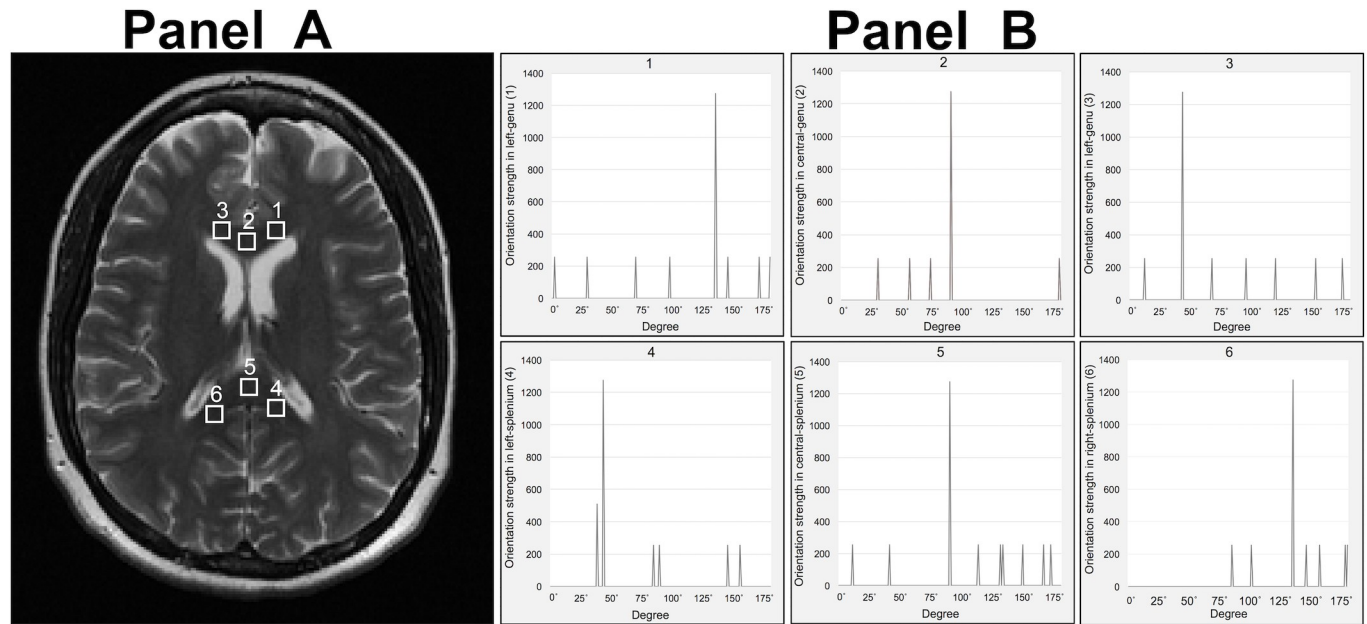 Panel A
Panel B
3 2 1
5
6 4
1
Orientation strength in left-genu (1)
1400
1200
1000
800
600
400
200
0
0° 25° 50° 75° 100° 125° 150° 175°
Degree
2
Orientation strength in central-genu (2)
1400
1200
1000
800
600
400
200
0
0° 25° 50° 75° 100° 125° 150° 175°
Degree
3
Orientation strength in left-genu (3)
1400
1200
1000
800
600
400
200
0
0° 25° 50° 75° 100° 125° 150° 175°
Degree
4
Orientation strength in left-splenium (4)
1400
1200
1000
800
600
400
200
0
0° 25° 50° 75° 100° 125° 150° 175°
Degree
5
Orientation strength in central-splenium (5)
1400
1200
1000
800
600
400
200
0
0° 25° 50° 75° 100° 125° 150° 175°
Degree
6
Orientation strength in right-splenium (6)
1400
1200
1000
800
600
400
200
0
0° 25° 50° 75° 100° 125° 150° 175°
Degree